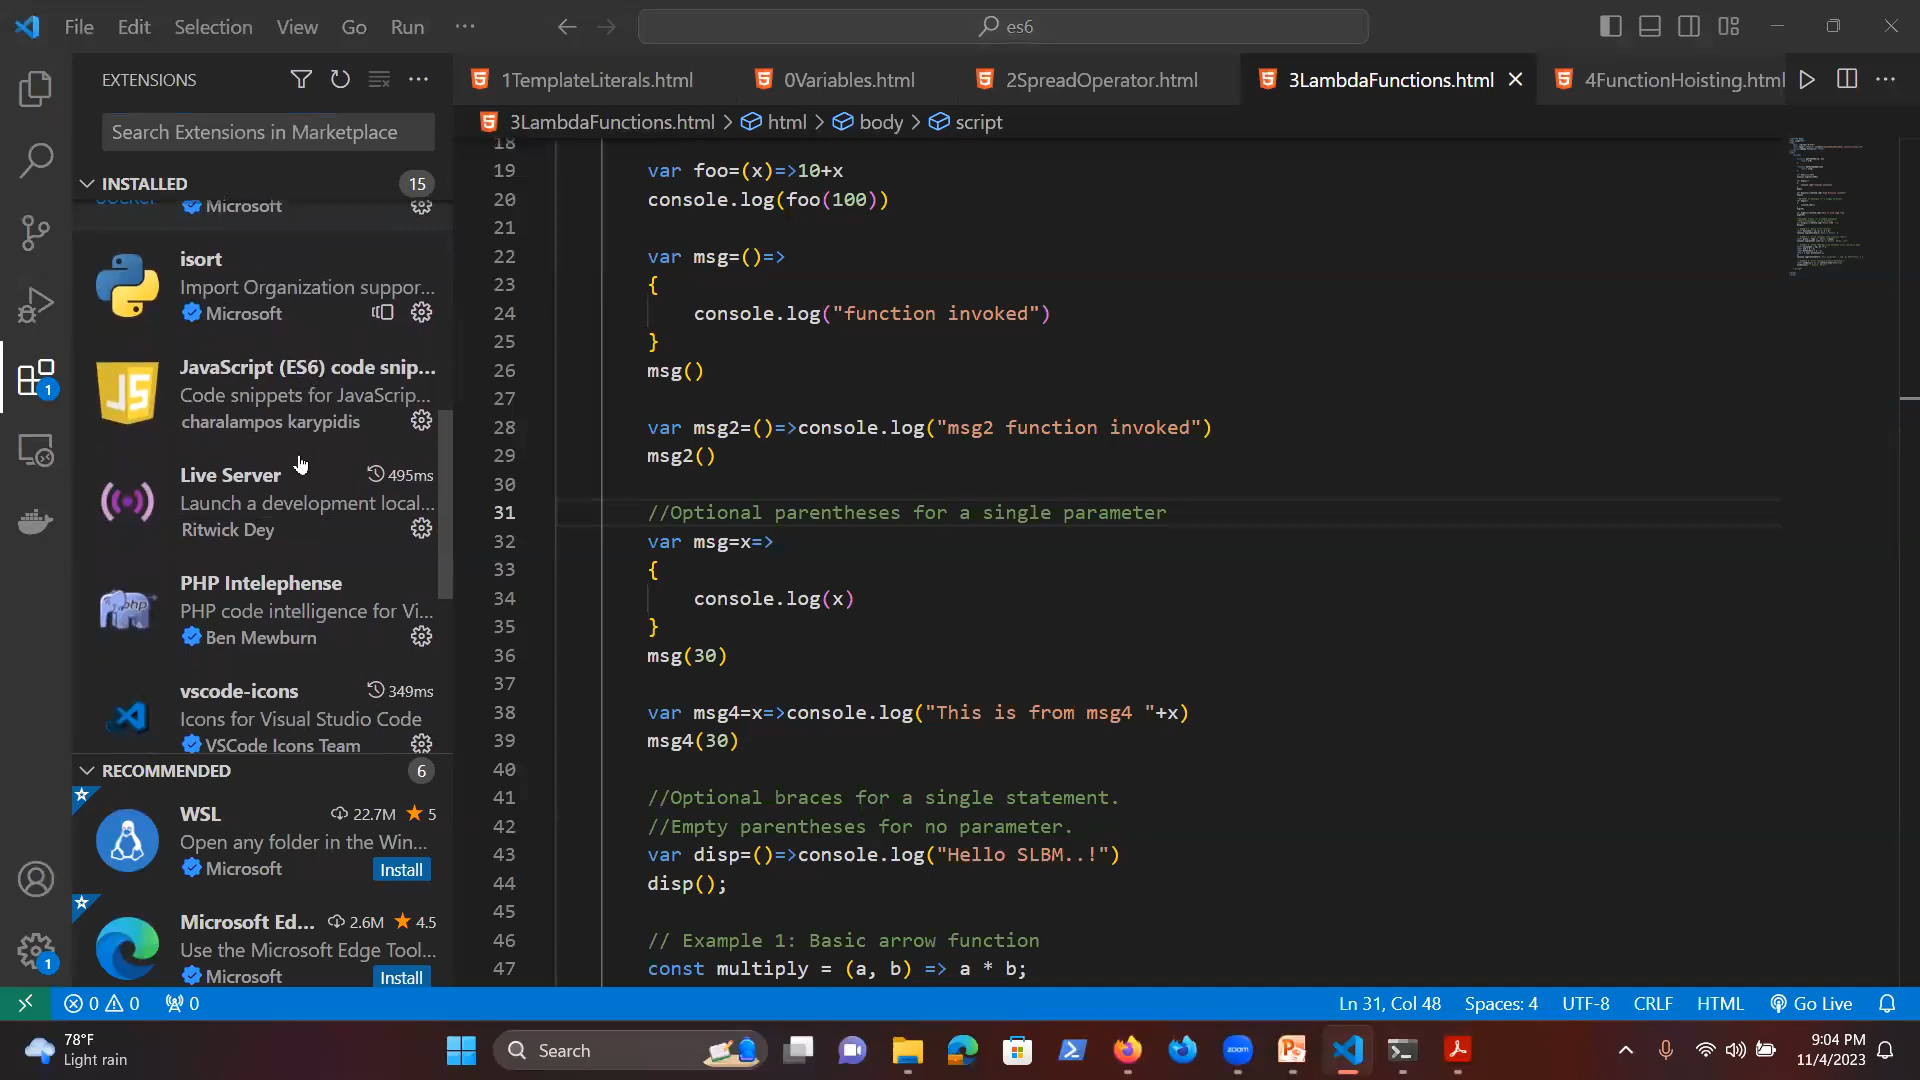 File Edit Selection View Go Run ··· es6
EXTENSIONS
Search Extensions in Marketplace
INSTALLED 15
Microsoft
isort
Import Organization suppor...
Microsoft
JavaScript (ES6) code snip...
Code snippets for JavaScrip...
charalampos karypidis
Live Server 495ms
Launch a development local...
Ritwick Dey
PHP Intelephense
PHP code intelligence for Vi...
Ben Mewburn
vscode-icons 349ms
Icons for Visual Studio Code
VSCode Icons Team
RECOMMENDED 6
WSL 22.7M 5
Open any folder in the Win...
Microsoft Install
Microsoft Ed... 2.6M 4.5
Use the Microsoft Edge Tool...
Microsoft Install
1
1
1TemplateLiterals.html 0Variables.html 2SpreadOperator.html 3LambdaFunctions.html 4FunctionHoisting.html
3LambdaFunctions.html > html > body > script
18
19 var foo=(x)=>10+x
20 console.log(foo(100))
21
22 var msg=()=>
23 {
24 console.log("function invoked")
25 }
26 msg()
27
28 var msg2=()=>console.log("msg2 function invoked")
29 msg2()
30
31 //Optional parentheses for a single parameter
32 var msg=x=>
33 {
34 console.log(x)
35 }
36 msg(30)
37
38 var msg4=x=>console.log("This is from msg4 "+x)
39 msg4(30)
40
41 //Optional braces for a single statement.
42 //Empty parentheses for no parameter.
43 var disp=()=>console.log("Hello SLBM..!")
44 disp();
45
46 // Example 1: Basic arrow function
47 const multiply = (a, b) => a * b;
0 0 0 Ln 31, Col 48 Spaces: 4 UTF-8 CRLF HTML Go Live
78°F
Light rain
Search
zoom
9:04 PM
11/4/2023